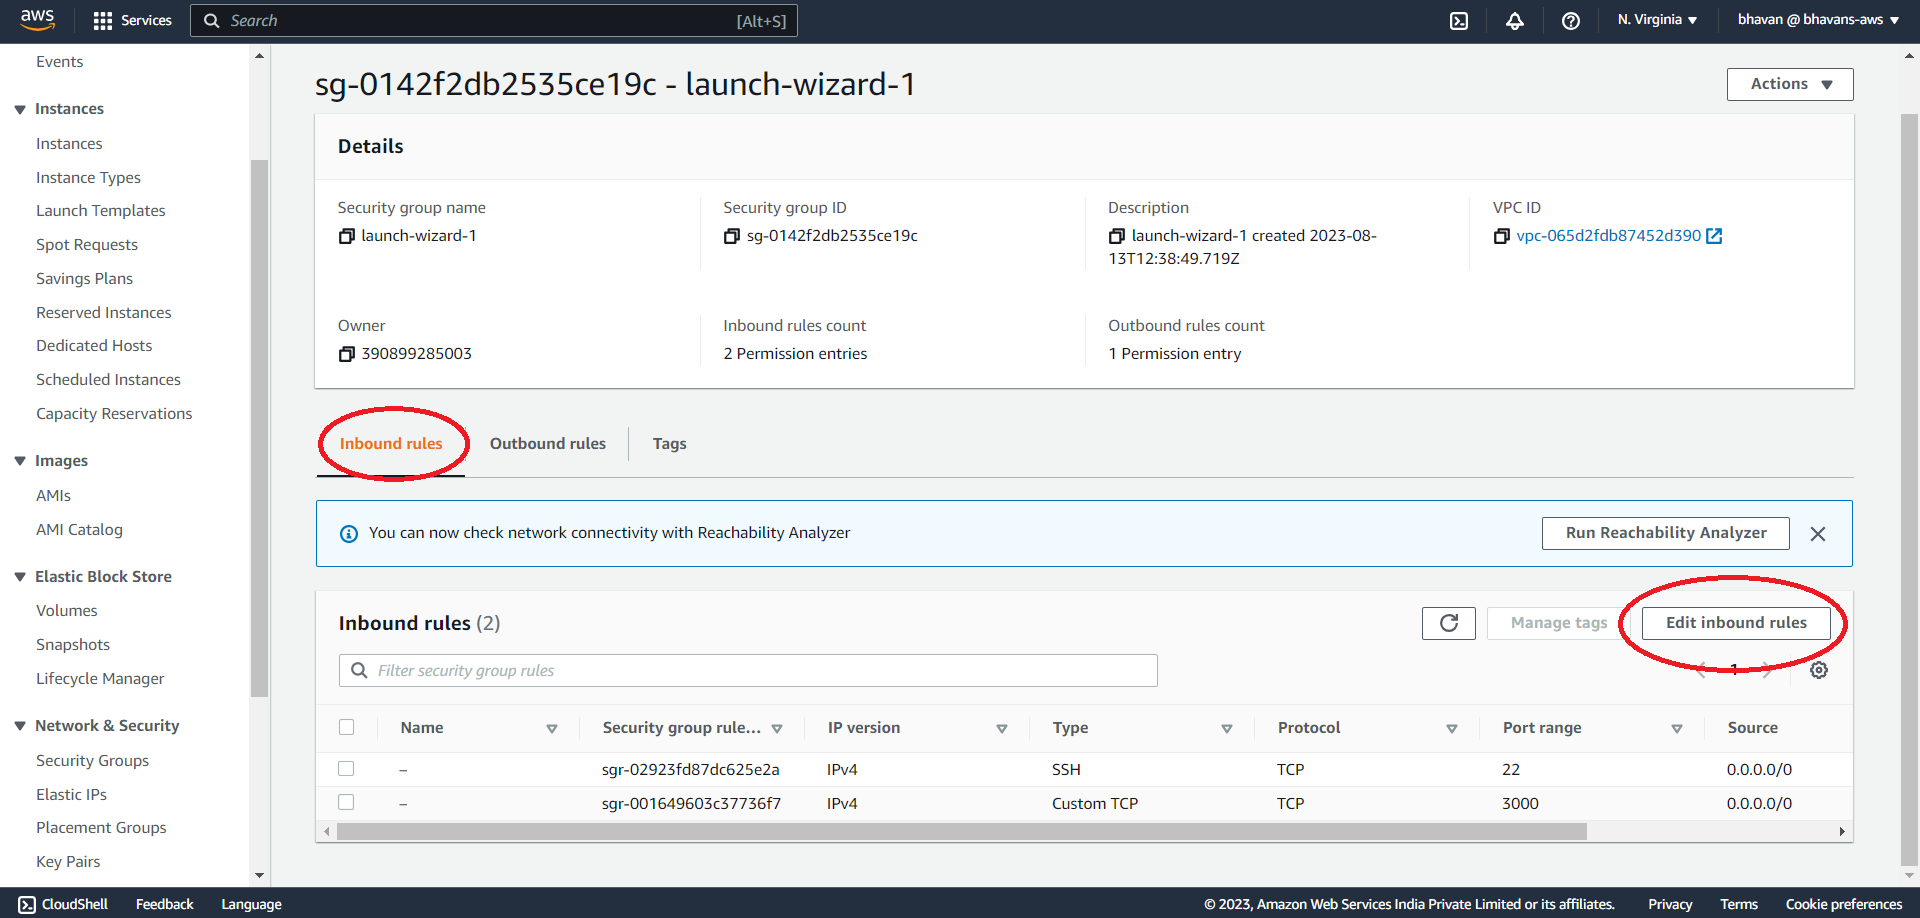 aws Services Search [Alt+S] N. Virginia bhavan @ bhavans-aws
Events
Instances
Instances
Instance Types
Launch Templates
Spot Requests
Savings Plans
Reserved Instances
Dedicated Hosts
Scheduled Instances
Capacity Reservations
Images
AMIs
AMI Catalog
Elastic Block Store
Volumes
Snapshots
Lifecycle Manager
Network & Security
Security Groups
Elastic IPs
Placement Groups
Key Pairs
sg-0142f2db2535ce19c - launch-wizard-1
Actions
Details
Security group name
launch-wizard-1
Security group ID
sg-0142f2db2535ce19c
Description
launch-wizard-1 created 2023-08-
13T12:38:49.719Z
VPC ID
vpc-065d2fdb87452d390
Owner
390899285003
Inbound rules count
2 Permission entries
Outbound rules count
1 Permission entry
Inbound rules Outbound rules Tags
You can now check network connectivity with Reachability Analyzer Run Reachability Analyzer
Inbound rules (2) Manage tags Edit inbound rules
Filter security group rules 1
Name Security group rule... IP version Type Protocol Port range Source
– sgr-02923fd87dc625e2a IPv4 SSH TCP 22 0.0.0.0/0
– sgr-001649603c37736f7 IPv4 Custom TCP TCP 3000 0.0.0.0/0
CloudShell Feedback Language © 2023, Amazon Web Services India Private Limited or its affiliates. Privacy Terms Cookie preferences